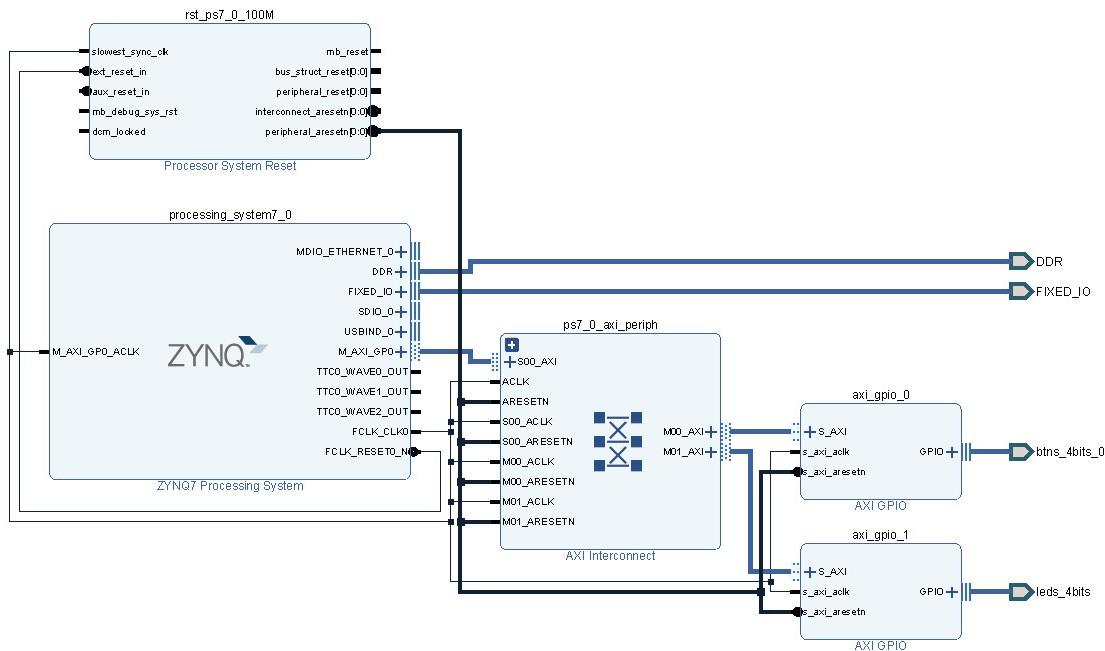 rst_ps7_0_100M
slowest_sync_clk
ext_reset_in
aux_reset_in
mb_debug_sys_rst
dcm_locked
mb_reset
bus_struct_reset[0:0]
peripheral_reset[0:0]
interconnect_aresetn[0:0]
peripheral_aresetn[0:0]
Processor System Reset
processing_system7_0
M_AXI_GP0_ACLK
ZYNQ
MDIO_ETHERNET_0
DDR
FIXED_IO
SDIO_0
USBIND_0
M_AXI_GP0
TTC0_WAVE0_OUT
TTC0_WAVE1_OUT
TTC0_WAVE2_OUT
FCLK_CLK0
FCLK_RESET0_N
ZYNQ7 Processing System
ps7_0_axi_periph
S00_AXI
ACLK
ARESETN
S00_ACLK
S00_ARESETN
M00_ACLK
M00_ARESETN
M01_ACLK
M01_ARESETN
M00_AXI
M01_AXI
AXI Interconnect
axi_gpio_0
S_AXI
s_axi_aclk
s_axi_aresetn
GPIO
AXI GPIO
axi_gpio_1
S_AXI
s_axi_aclk
s_axi_aresetn
GPIO
AXI GPIO
DDR
FIXED_IO
btns_4bits_0
leds_4bits